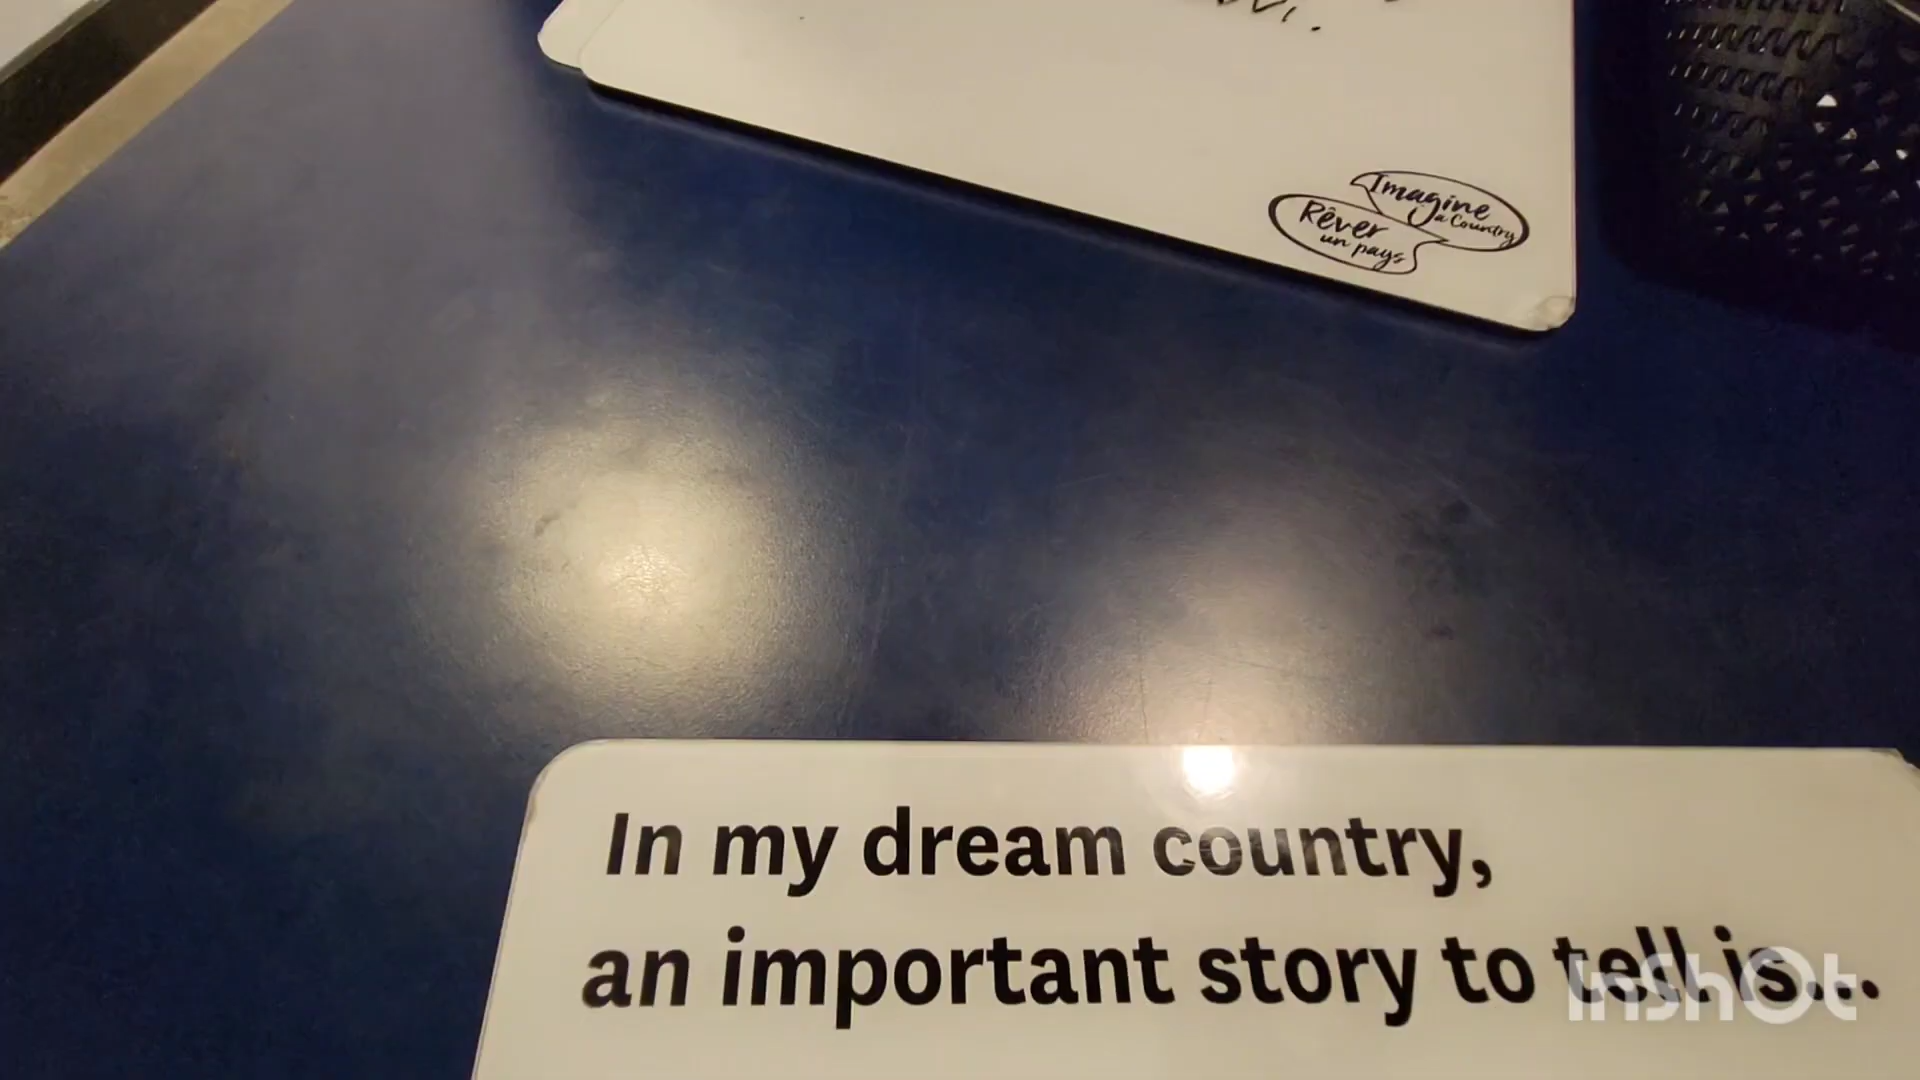 Imagine
a Country
Rêver
un pays
In my dream country,
an important story to tell is...
InShOt